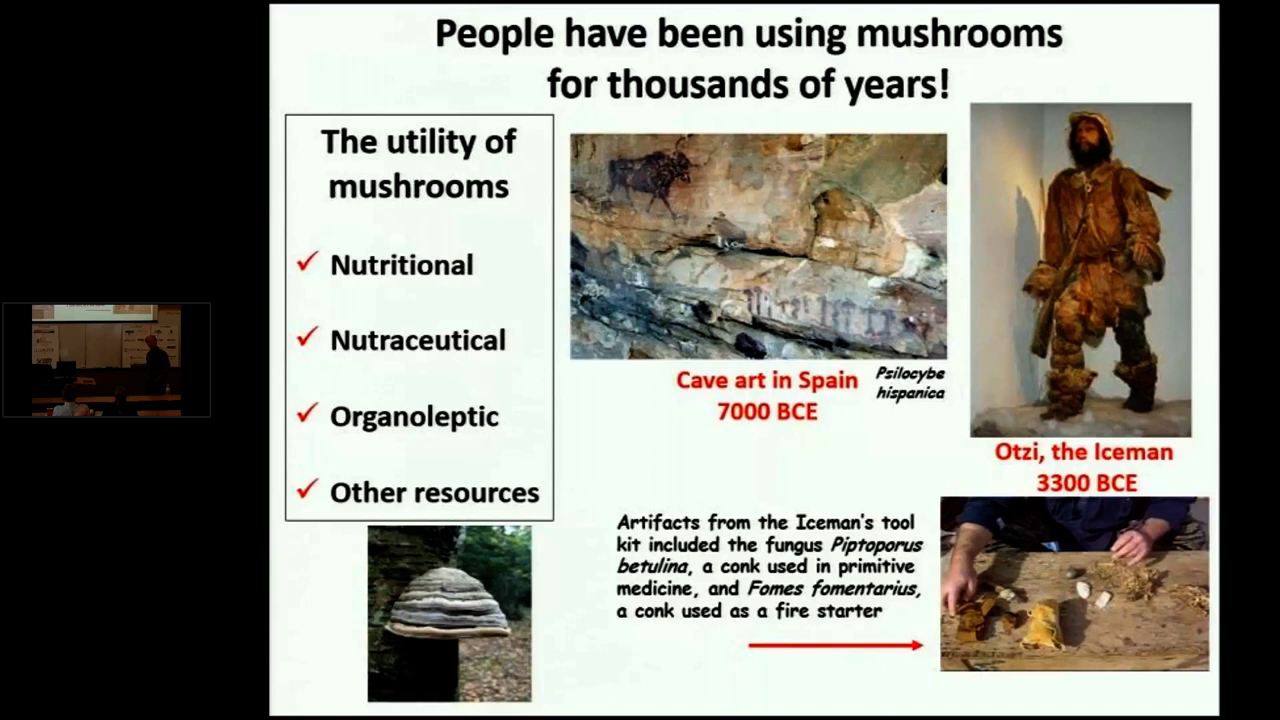 People have been using mushrooms
for thousands of years!
The utility of
mushrooms
✓ Nutritional
✓ Nutraceutical
✓ Organoleptic
✓ Other resources
Cave art in Spain
7000 BCE
Psilocybe
hispanica
Otzi, the Iceman
3300 BCE
Artifacts from the Iceman's tool
kit included the fungus Piptoporus
betulina, a conk used in primitive
medicine, and Fomes fomentarius,
a conk used as a fire starter